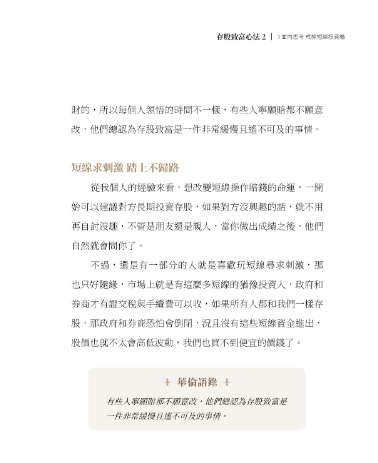 存股致富心法 2 | 3 面向思考 戒掉短線投資癮
財的，所以每個人領悟的時間不一樣，有些人寧願賠都不願意
改，他們總認為存股致富是一件非常緩慢且遙不可及的事情。
短線求刺激 踏上不歸路
從我個人的經驗來看，想改變短線操作賠錢的命運，一開
始可以建議對方長期投資存股，如果對方沒興趣的話，就不用
再自討沒趣，不管是朋友還是親人，當你做出成績之後，他們
自然就會問你了。
不過，還是有一部分的人就是喜歡玩短線尋求刺激，那
也只好隨緣，市場上就是有這麼多短線的猶豫投資人，政府和
券商才有證交稅與手續費可以收，如果所有人都和我們一樣存
股，那政府和券商恐怕會倒閉，況且沒有這些短線資金進出，
股價也就不太會高低波動，我們也買不到便宜的價錢了。
華倫語錄
有些人寧願賠都不願意改，他們總認為存股致富是
一件非常緩慢且遙不可及的事情。